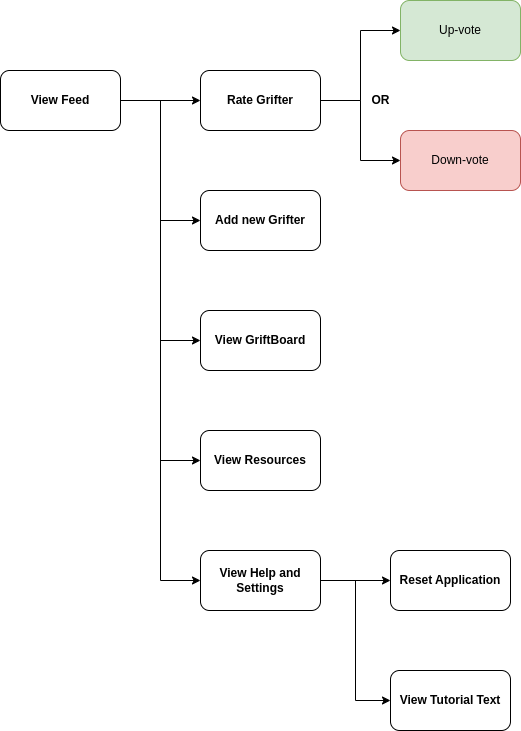 Up-vote
View Feed
Rate Grifter
OR
Down-vote
Add new Grifter
View GriftBoard
View Resources
View Help and
Settings
Reset Application
View Tutorial Text